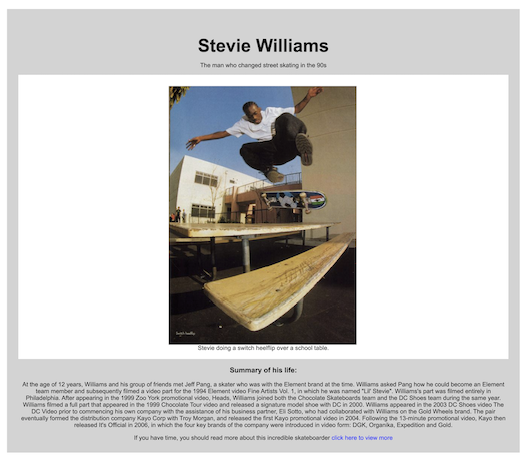 Stevie Williams
The man who changed street skating in the 90s
Switch heelflip
Stevie doing a switch heelflip over a school table.
Summary of his life:
At the age of 12 years, Williams and his group of friends met Jeff Pang, a skater who was with the Element brand at the time. Williams asked Pang how he could become an Element
team member and subsequently filmed a video part for the 1994 Element video Fine Artists Vol. 1, in which he was named "Lil' Stevie". Williams's part was filmed entirely in
Philadelphia. After appearing in the 1999 Zoo York promotional video, Heads, Williams joined both the Chocolate Skateboards team and the DC Shoes team during the same year.
Williams filmed a full part that appeared in the 1999 Chocolate Tour video and released a signature model shoe with DC in 2000. Williams appeared in the 2003 DC Shoes video The
DC Video prior to commencing his own company with the assistance of his business partner, Eli Soto, who had collaborated with Williams on the Gold Wheels brand. The pair
eventually formed the distribution company Kayo Corp with Troy Morgan, and released the first Kayo promotional video in 2004. Following the 13-minute promotional video, Kayo then
released It's Official in 2006, in which the four key brands of the company were introduced in video form: DGK, Organika, Expedition and Gold.
If you have time, you should read more about this incredible skateboarder click here to view more